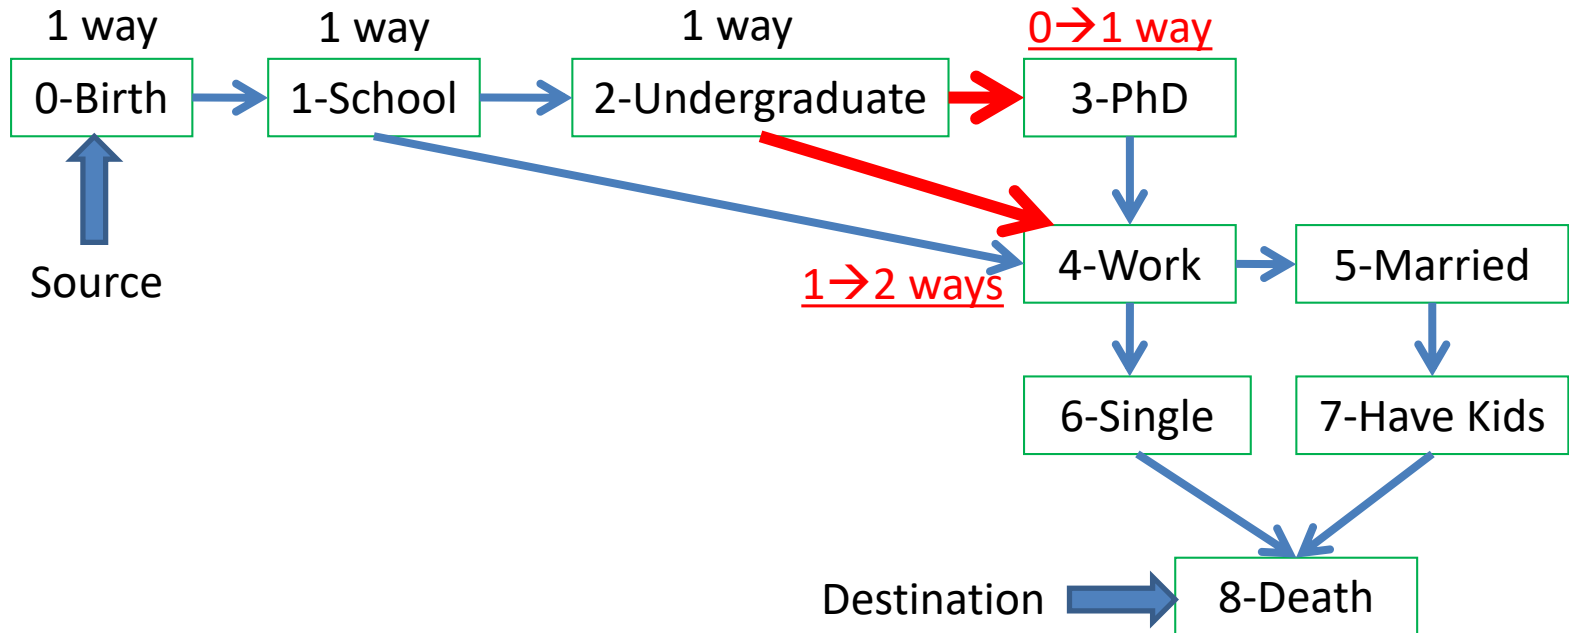 1 way
1 way
1 way
0→1 way
0-Birth
1-School
2-Undergraduate
3-PhD
Source
1→2 ways
4-Work
5-Married
6-Single
7-Have Kids
Destination
8-Death